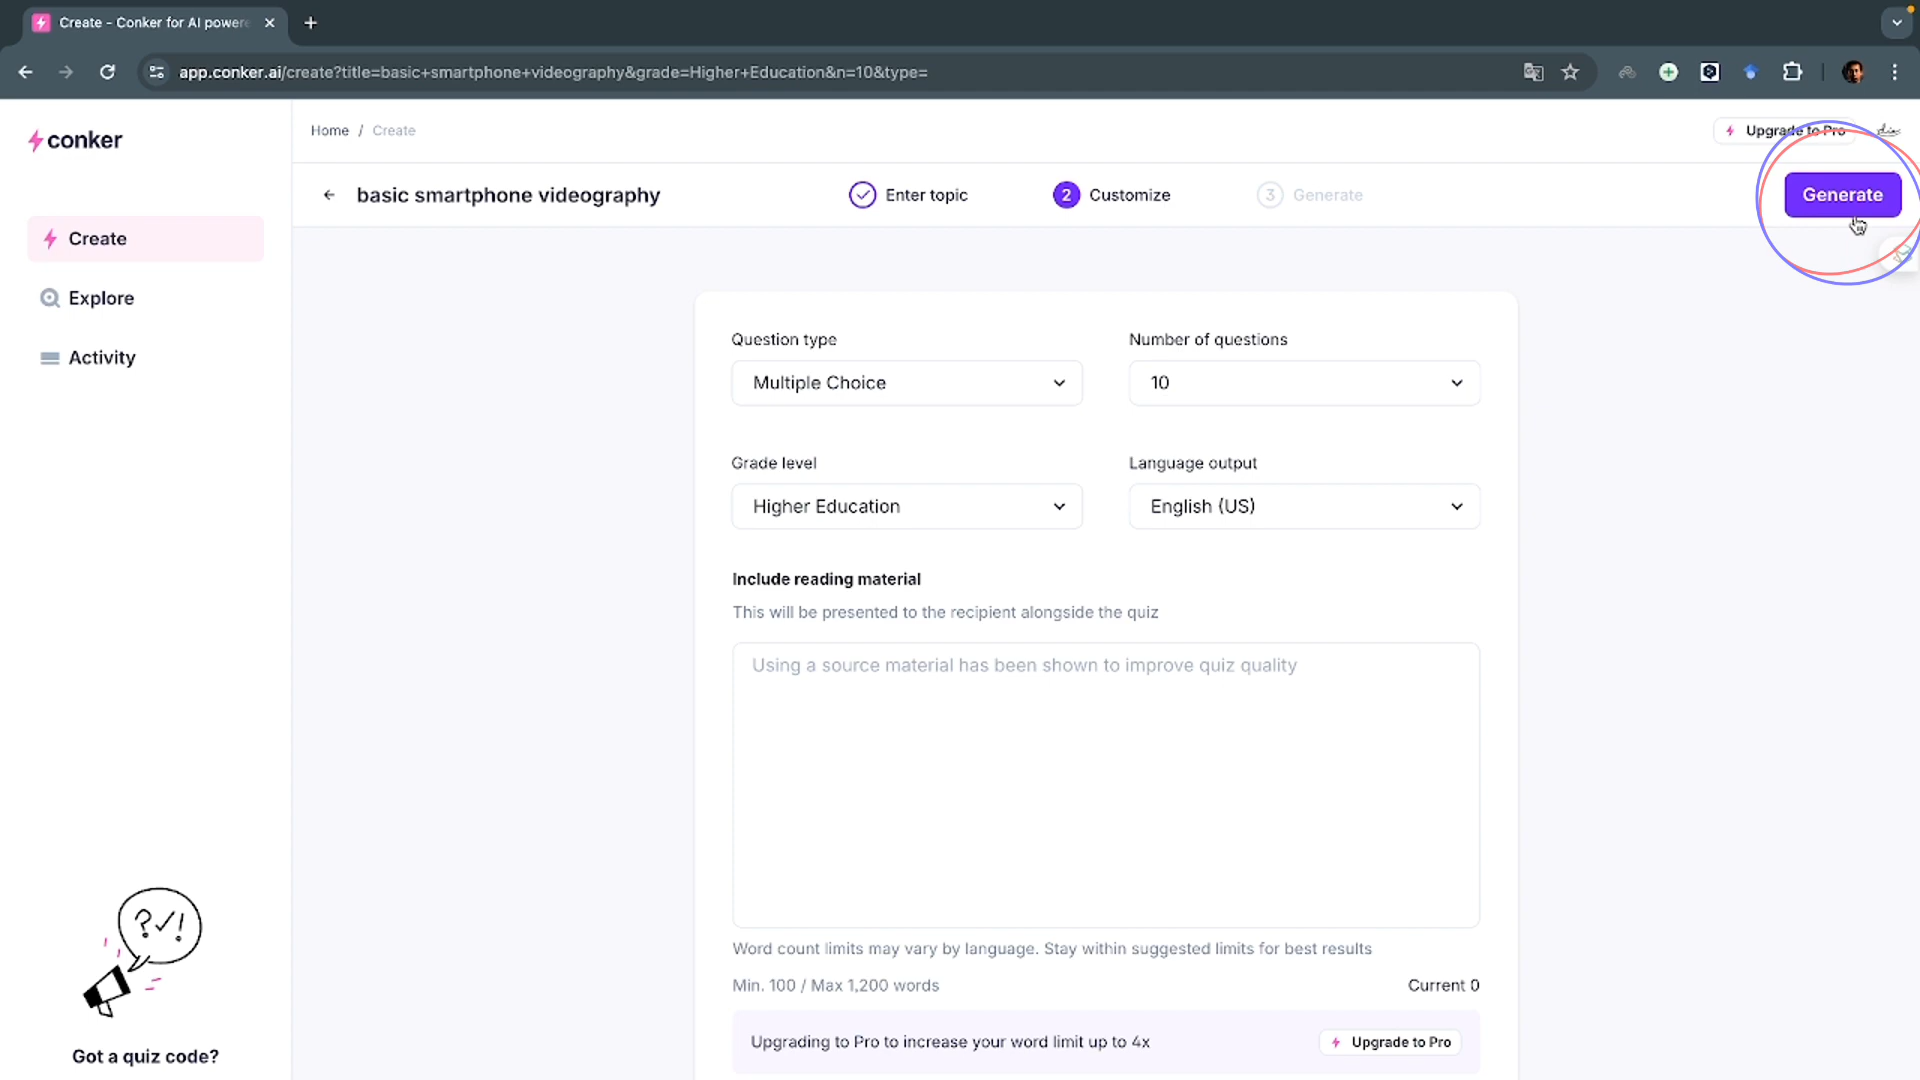 Create - Conker for AI powere
app.conker.ai/create?title=basic+smartphone+videography&grade=Higher+Education&n=10&type=
conker
Home / Create
Upgrade to Pro
basic smartphone videography
Enter topic
2 Customize
3 Generate
Generate
Create
Explore
Activity
Question type
Number of questions
Multiple Choice
10
Grade level
Language output
Higher Education
English (US)
Include reading material
This will be presented to the recipient alongside the quiz
Using a source material has been shown to improve quiz quality
Word count limits may vary by language. Stay within suggested limits for best results
Min. 100 / Max 1,200 words
Current 0
Upgrading to Pro to increase your word limit up to 4x
Upgrade to Pro
?✓!
Got a quiz code?